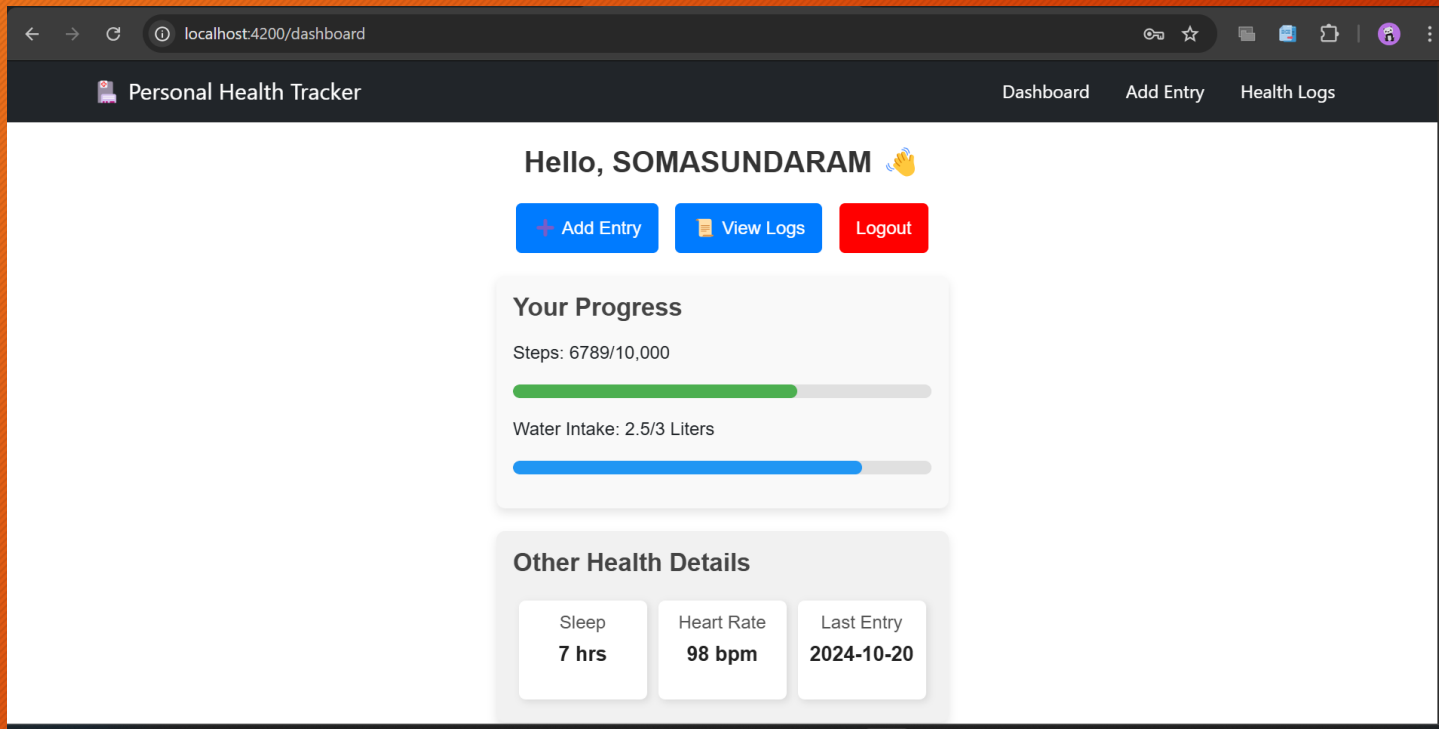 localhost:4200/dashboard
Personal Health Tracker Dashboard Add Entry Health Logs
Hello, SOMASUNDARAM 👋
➕ Add Entry 📜 View Logs Logout
Your Progress
Steps: 6789/10,000
Water Intake: 2.5/3 Liters
Other Health Details
Sleep Heart Rate Last Entry
7 hrs 98 bpm 2024-10-20